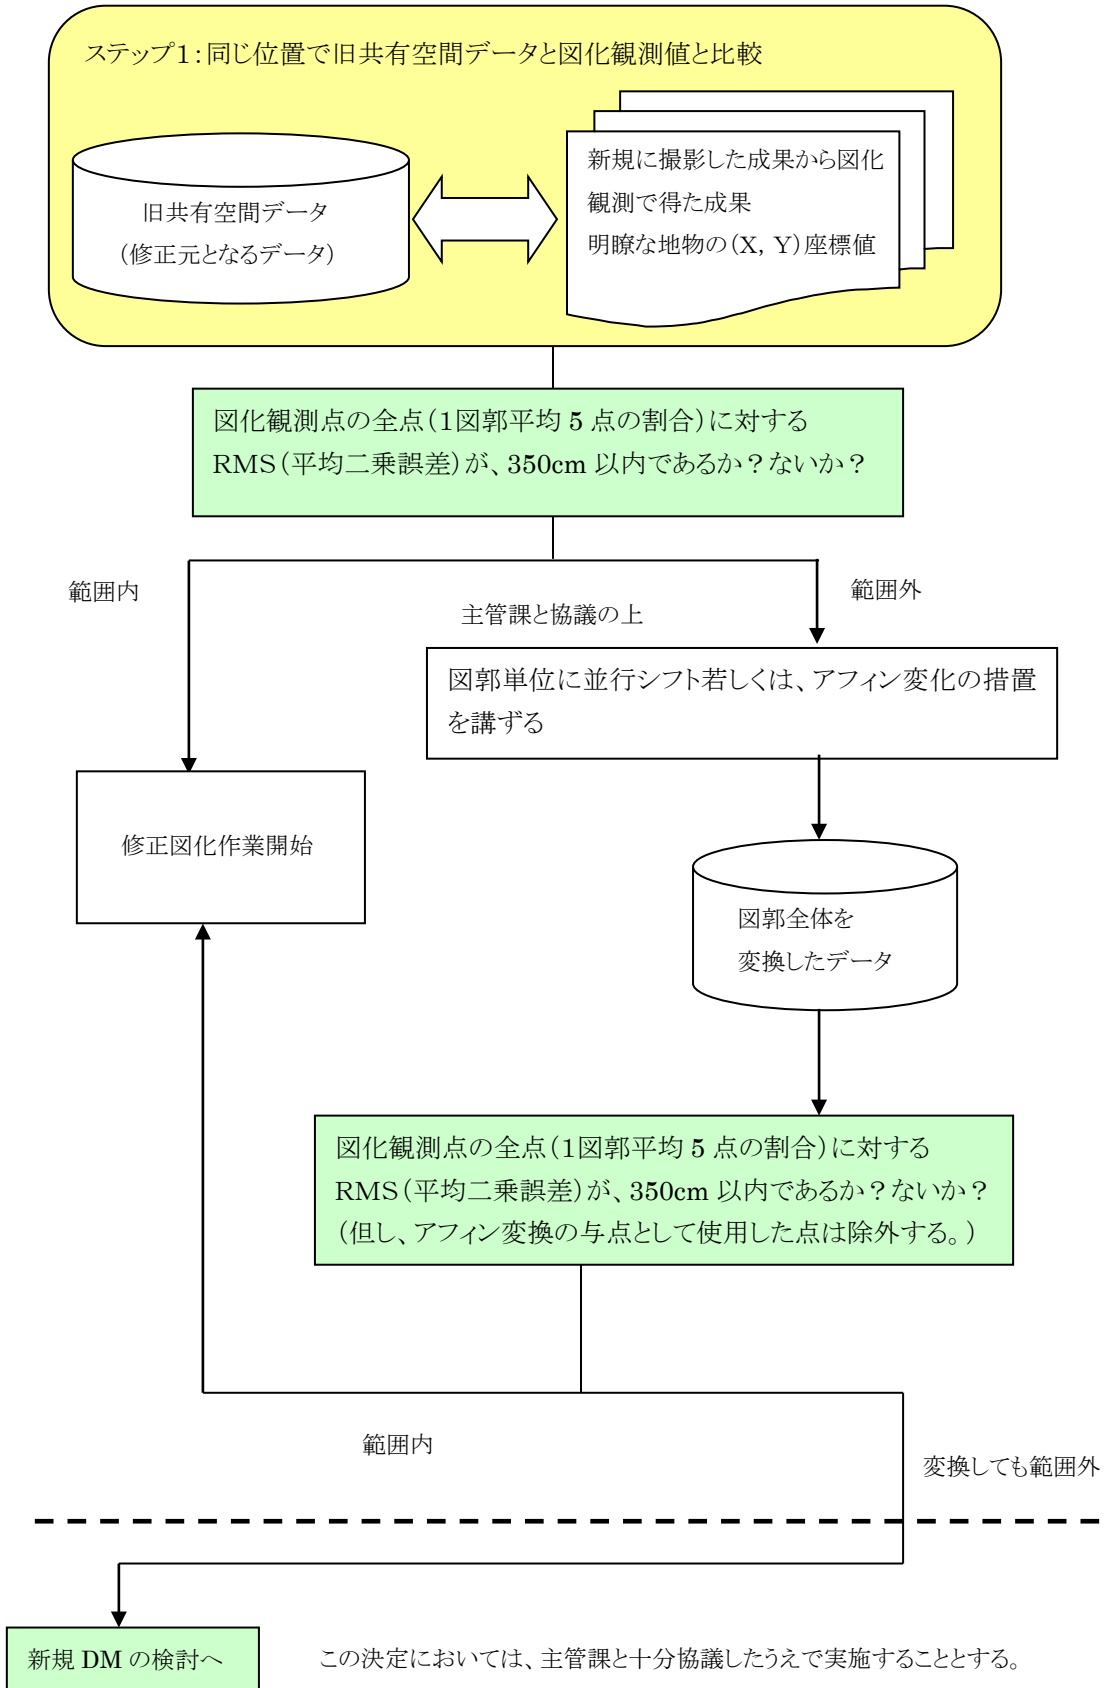 ステップ1：同じ位置で旧共有空間データと図化観測値と比較
旧共有空間データ
（修正元となるデータ）
新規に撮影した成果から図化
観測で得た成果
明瞭な地物の（X, Y）座標値
図化観測点の全点（1図郭平均 5 点の割合）に対する
RMS（平均二乗誤差）が、350cm 以内であるか？ないか？
範囲内
範囲外
主管課と協議の上
図郭単位に並行シフト若しくは、アフィン変化の措置
を講ずる
修正図化作業開始
図郭全体を
変換したデータ
図化観測点の全点（1図郭平均 5 点の割合）に対する
RMS（平均二乗誤差）が、350cm 以内であるか？ないか？
（但し、アフィン変換の与点として使用した点は除外する。）
範囲内
変換しても範囲外
新規 DM の検討へ
この決定においては、主管課と十分協議したうえで実施することとする。